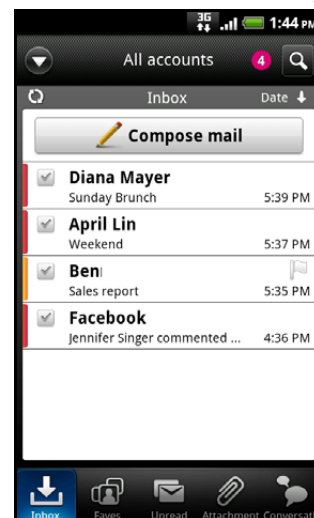 3G 1:44 PM
All accounts 4
Inbox Date
Compose mail
Diana Mayer
Sunday Brunch 5:39 PM
April Lin
Weekend 5:37 PM
Ben
Sales report 5:35 PM
Facebook
Jennifer Singer commented ... 4:36 PM
Inbox Faves Unread Attachment Conversati